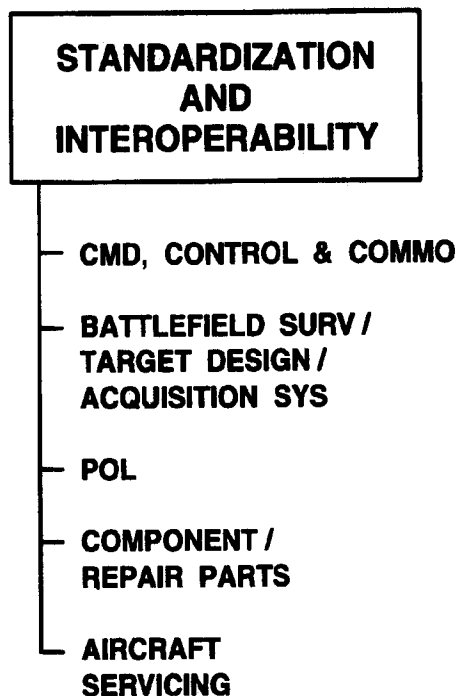 STANDARDIZATION
AND
INTEROPERABILITY
CMD, CONTROL & COMMO
BATTLEFIELD SURV/
TARGET DESIGN/
ACQUISITION SYS
POL
COMPONENT/
REPAIR PARTS
AIRCRAFT
SERVICING